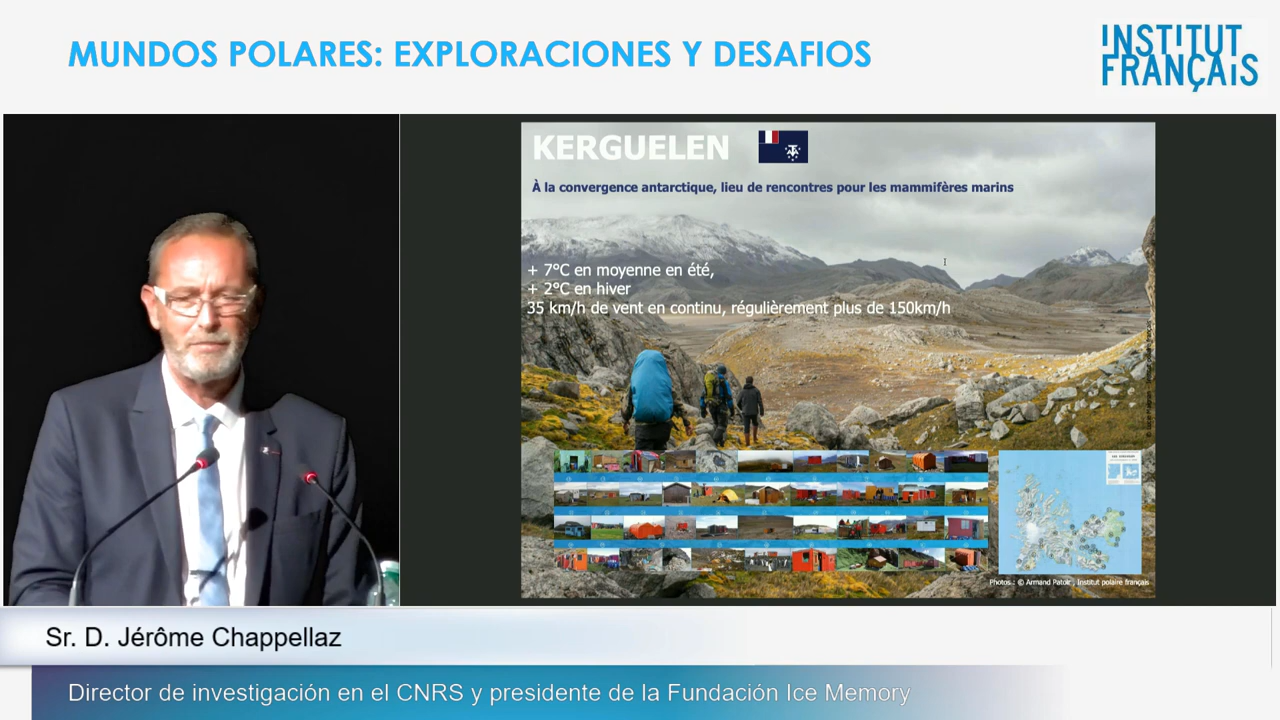 MUNDOS POLARES: EXPLORACIONES Y DESAFIOS
INSTITUT
FRANÇAIS
KERGUELEN
À la convergence antarctique, lieu de rencontres pour les mammifères marins
+ 7°C en moyenne en été,
+ 2°C en hiver
35 km/h de vent en continu, régulièrement plus de 150km/h
Photos : © Armand Patoir, Institut polaire français
Sr. D. Jérôme Chappellaz
Director de investigación en el CNRS y presidente de la Fundación Ice Memory